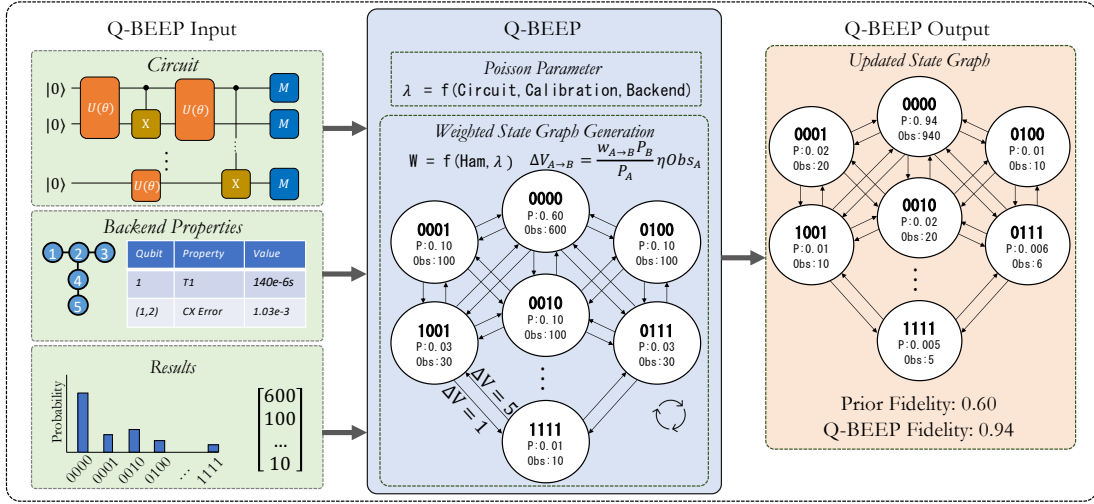 Q-BEEP Input
Circuit
|0⟩
U(θ)
U(θ)
M
|0⟩
X
M
...
|0⟩
U(θ)
X
M
Backend Properties
1 2 3
4
5
Qubit Property Value
1 T1 140e-6s
(1,2) CX Error 1.03e-3
Results
Probability
0000 0001 0010 0100 ... 1111
600
100
...
10
Q-BEEP
Poisson Parameter
λ = f(Circuit,Calibration,Backend)
Weighted State Graph Generation
W = f(Ham,λ) ΔV_{A→B} = \frac{w_{A→B} P_B}{P_A} ηObs_A
0000
P:0.60
Obs:600
0001
P:0.10
Obs:100
0100
P:0.10
Obs:100
0010
P:0.10
Obs:100
1001
P:0.03
Obs:30
0111
P:0.03
Obs:30
...
ΔV = 5
ΔV = 1
1111
P:0.01
Obs:10
Q-BEEP Output
Updated State Graph
0000
P:0.94
Obs:940
0001
P:0.02
Obs:20
0100
P:0.01
Obs:10
0010
P:0.02
Obs:20
1001
P:0.01
Obs:10
0111
P:0.006
Obs:6
...
1111
P:0.005
Obs:5
Prior Fidelity: 0.60
Q-BEEP Fidelity: 0.94